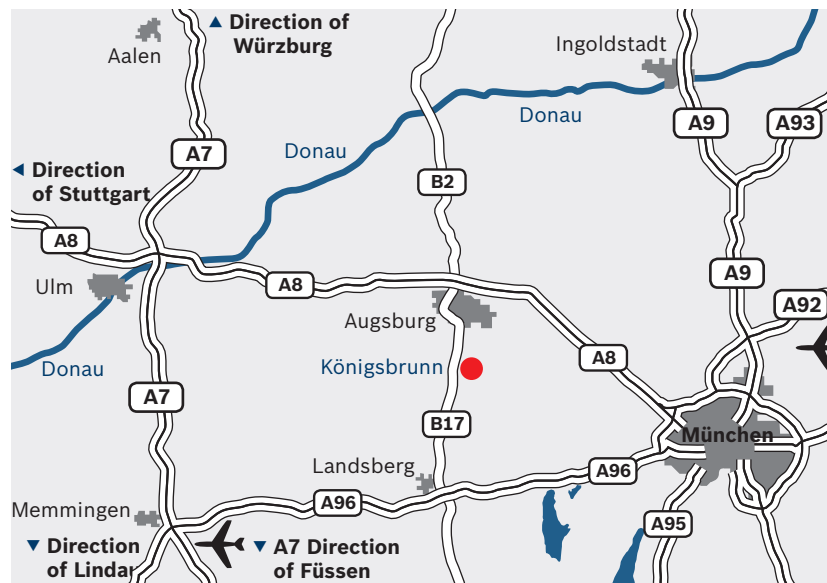 Aalen
Direction of
Würzburg
Ingoldstadt
Donau
A9
A93
A7
Donau
Direction
of Stuttgart
B2
A8
A9
Ulm
A8
A92
Augsburg
Donau
Königsbrunn
A8
A7
B17
München
Landsberg
A96
A96
Memmingen
A95
Direction
of Lindar
A7 Direction
of Füssen